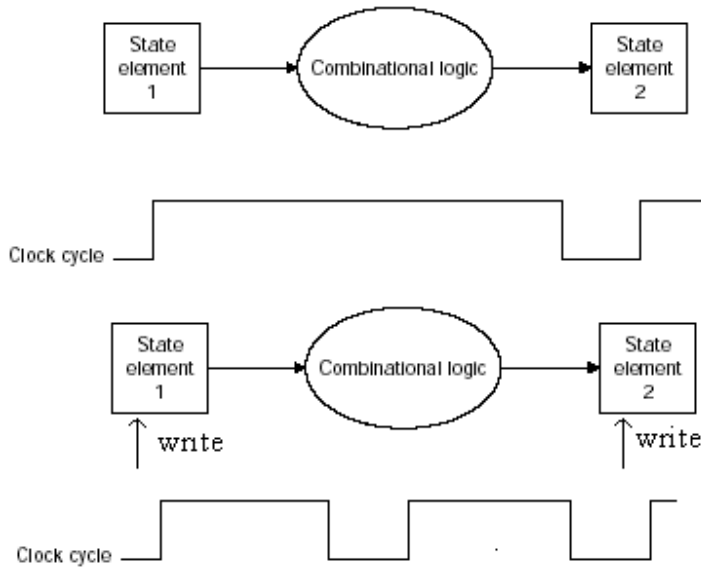 State
element
1
Combinational logic
State
element
2
Clock cycle
State
element
1
Combinational logic
State
element
2
write
write
Clock cycle